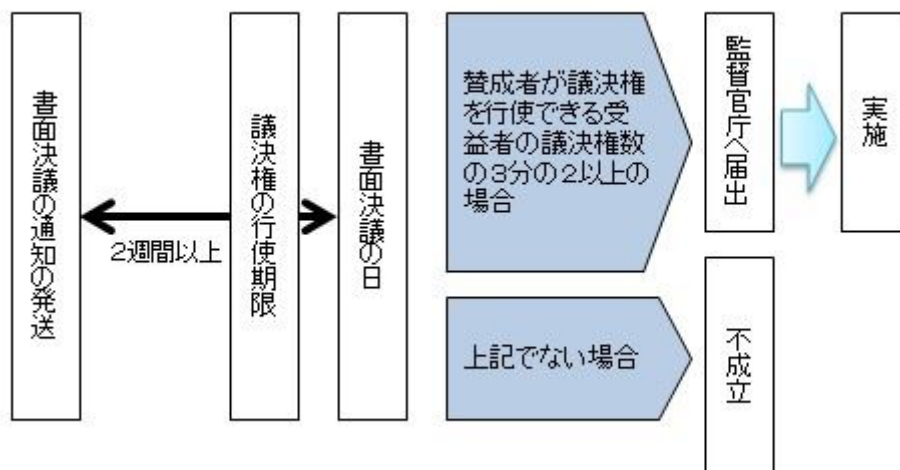 書面決議の通知の発送
2週間以上
議決権の行使期限
書面決議の日
賛成者が議決権
を行使できる受
益者の議決権数
の3分の2以上の
場合
監督官庁へ届出
実施
上記でない場合
不成立